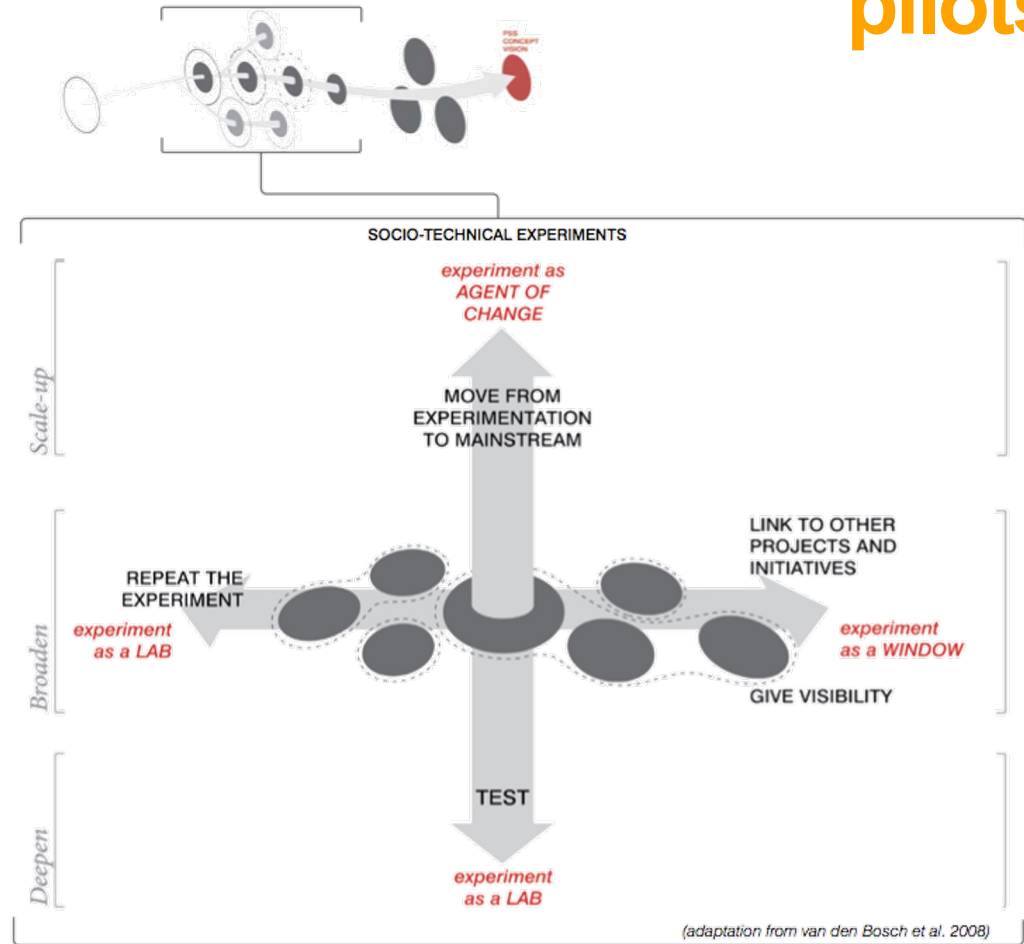 pilots
PSS
CONCEPT
VISION
SOCIO-TECHNICAL EXPERIMENTS
experiment as
AGENT OF
CHANGE
Scale-up
MOVE FROM
EXPERIMENTATION
TO MAINSTREAM
LINK TO OTHER
PROJECTS AND
INITIATIVES
REPEAT THE
EXPERIMENT
experiment
as a LAB
Broaden
experiment
as a WINDOW
GIVE VISIBILITY
TEST
Deepen
experiment
as a LAB
(adaptation from van den Bosch et al. 2008)